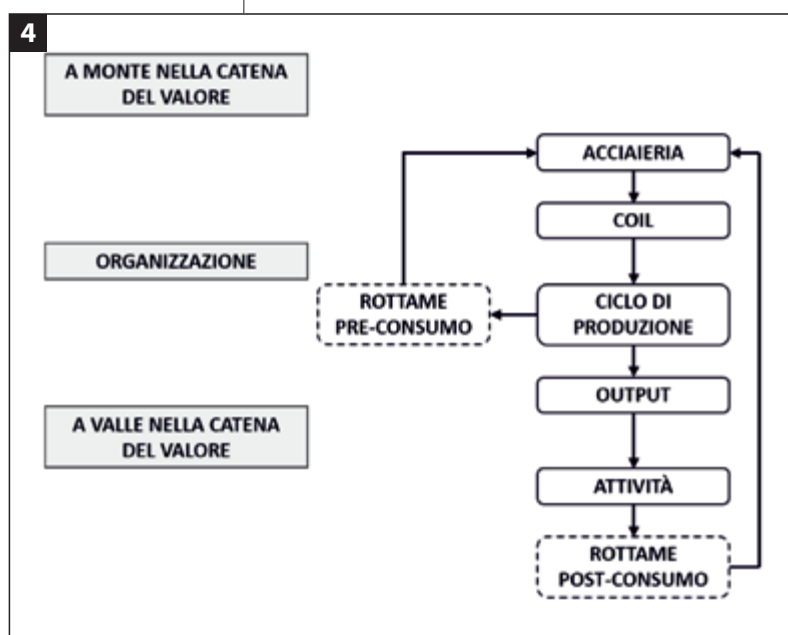 4
A MONTE NELLA CATENA
DEL VALORE
ACCIAIERIA
COIL
ORGANIZZAZIONE
ROTTAME
PRE-CONSUMO
CICLO DI
PRODUZIONE
OUTPUT
A VALLE NELLA CATENA
DEL VALORE
ATTIVITÀ
ROTTAME
POST-CONSUMO